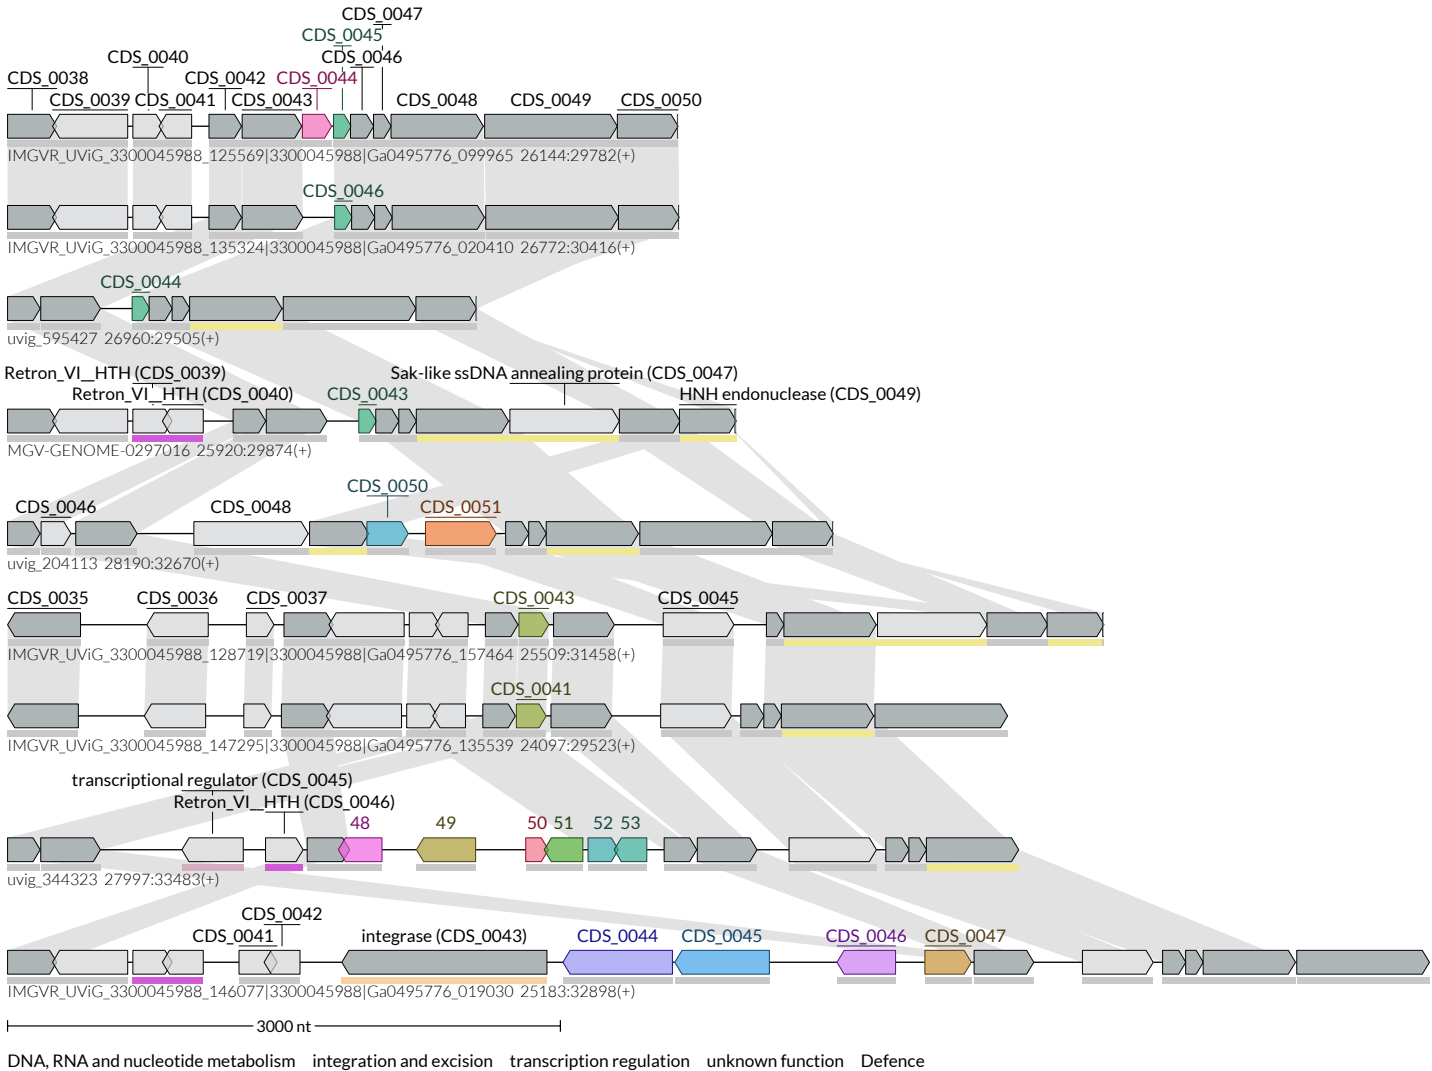 CDS_0047
CDS_0045
CDS_0040 CDS_0046
CDS_0038 CDS_0042 CDS_0044
CDS_0039 CDS_0041 CDS_0043 CDS_0048 CDS_0049 CDS_0050
IMGVR_UViG_3300045988_125569|3300045988|Ga0495776_099965 26144:29782(+)
CDS_0046
IMGVR_UViG_3300045988_135324|3300045988|Ga0495776_020410 26772:30416(+)
CDS_0044
uvig_595427 26960:29505(+)
Retron_VI__HTH (CDS_0039) Sak-like ssDNA annealing protein (CDS_0047)
Retron_VI__HTH (CDS_0040) CDS_0043 HNH endonuclease (CDS_0049)
MGV-GENOME-0297016 25920:29874(+)
CDS_0050
CDS_0046 CDS_0048 CDS_0051
uvig_204113 28190:32670(+)
CDS_0035 CDS_0036 CDS_0037 CDS_0043 CDS_0045
IMGVR_UViG_3300045988_128719|3300045988|Ga0495776_157464 25509:31458(+)
CDS_0041
IMGVR_UViG_3300045988_147295|3300045988|Ga0495776_135539 24097:29523(+)
transcriptional regulator (CDS_0045)
Retron_VI__HTH (CDS_0046)
48 49 50 51 52 53
uvig_344323 27997:33483(+)
CDS_0042
CDS_0041 integrase (CDS_0043) CDS_0044 CDS_0045 CDS_0046 CDS_0047
IMGVR_UViG_3300045988_146077|3300045988|Ga0495776_019030 25183:32898(+)
3000 nt
DNA, RNA and nucleotide metabolism integration and excision transcription regulation unknown function Defence